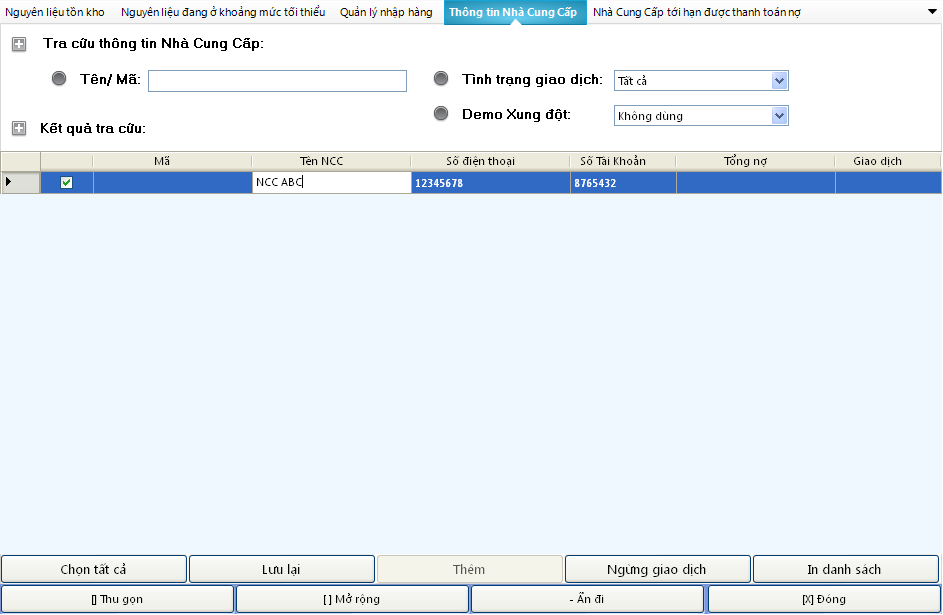 Nguyên liệu tồn kho Nguyên liệu đang ở khoảng mức tối thiểu Quản lý nhập hàng Thông tin Nhà Cung Cấp Nhà Cung Cấp tới hạn được thanh toán nợ
Tra cứu thông tin Nhà Cung Cấp:
Tên/ Mã: Tình trạng giao dịch: Tất cả
Demo Xung đột: Không dùng
Kết quả tra cứu:
Mã Tên NCC Số điện thoại Số Tài Khoản Tổng nợ Giao dịch
NCC ABC 12345678 8765432
Chọn tất cả Lưu lại Thêm Ngừng giao dịch In danh sách
[] Thu gọn [ ] Mở rộng - Ẩn đi [X] Đóng